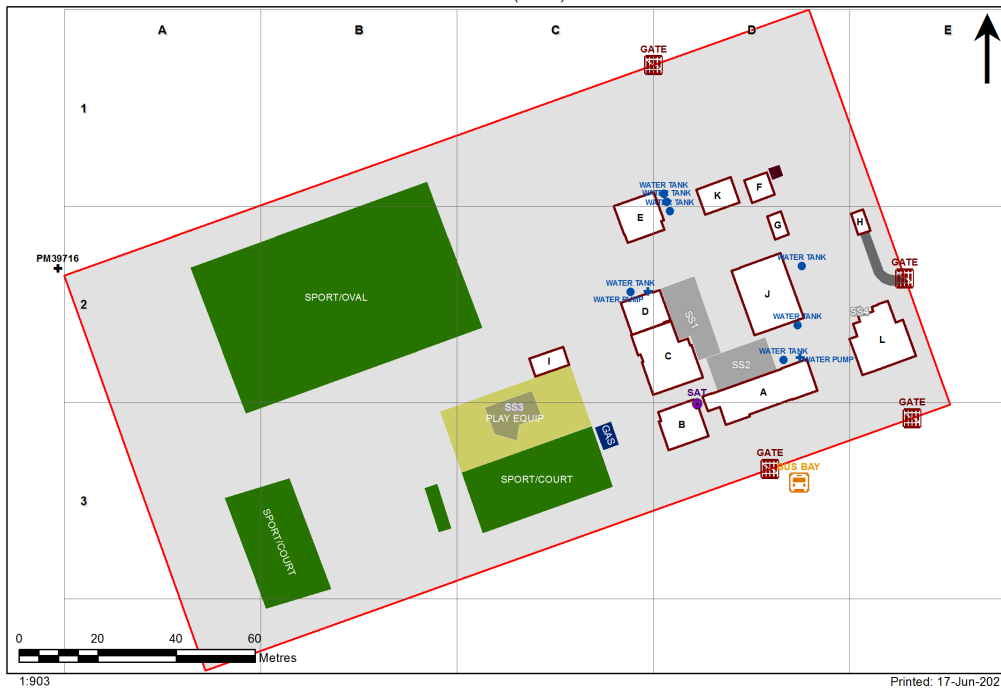 A B C D E
GATE
1
WATER TANK
WATER TANK
WATER TANK
K
F
E
G
H
PM39716
WATER TANK
GATE
WATER TANK
WATER PUMP
SPORT/OVAL
2
J
D
SS1
WATER TANK
SS4
L
C
WATER TANK
WATER PUMP
I
SS2
A
SAT
SS3
PLAY EQUIP
GATE
B
GAS
GATE
BUS BAY
SPORT/COURT
3
SPORT/COURT
0 20 40 60
Metres
1:903
Printed: 17-Jun-202